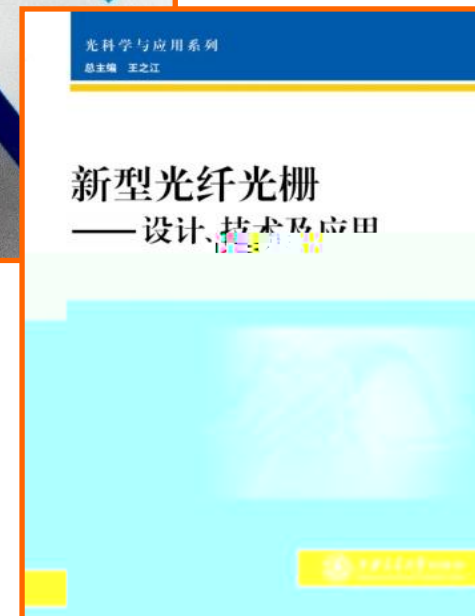 光科学与应用系列
总主编 王之江
新型光纤光栅
——设计、技术及应用